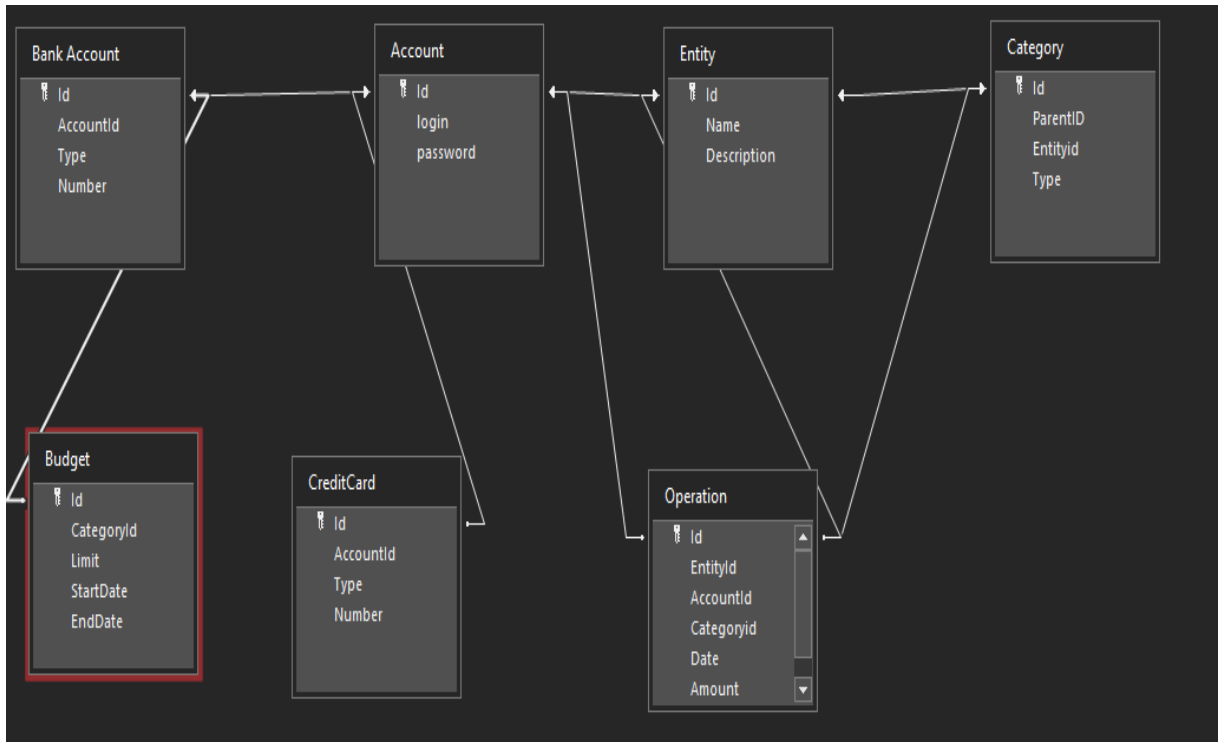 Bank Account
Id
AccountId
Type
Number
Account
Id
login
password
Entity
Id
Name
Description
Category
Id
ParentID
Entityid
Type
Budget
Id
CategoryId
Limit
StartDate
EndDate
CreditCard
Id
AccountId
Type
Number
Operation
Id
EntityId
AccountId
Categoryid
Date
Amount